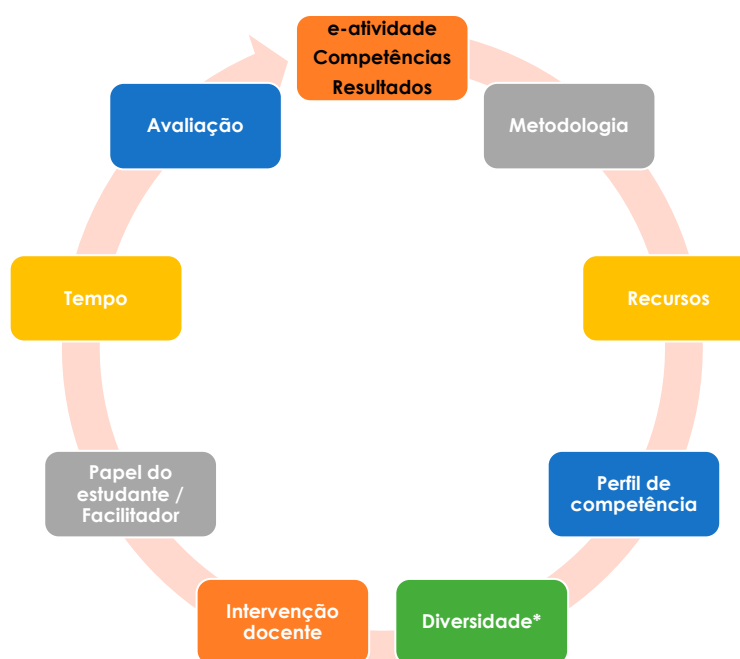 e-atividade
Competências
Resultados
Metodologia
Recursos
Perfil de
competência
Diversidade*
Intervenção
docente
Papel do
estudante /
Facilitador
Tempo
Avaliação